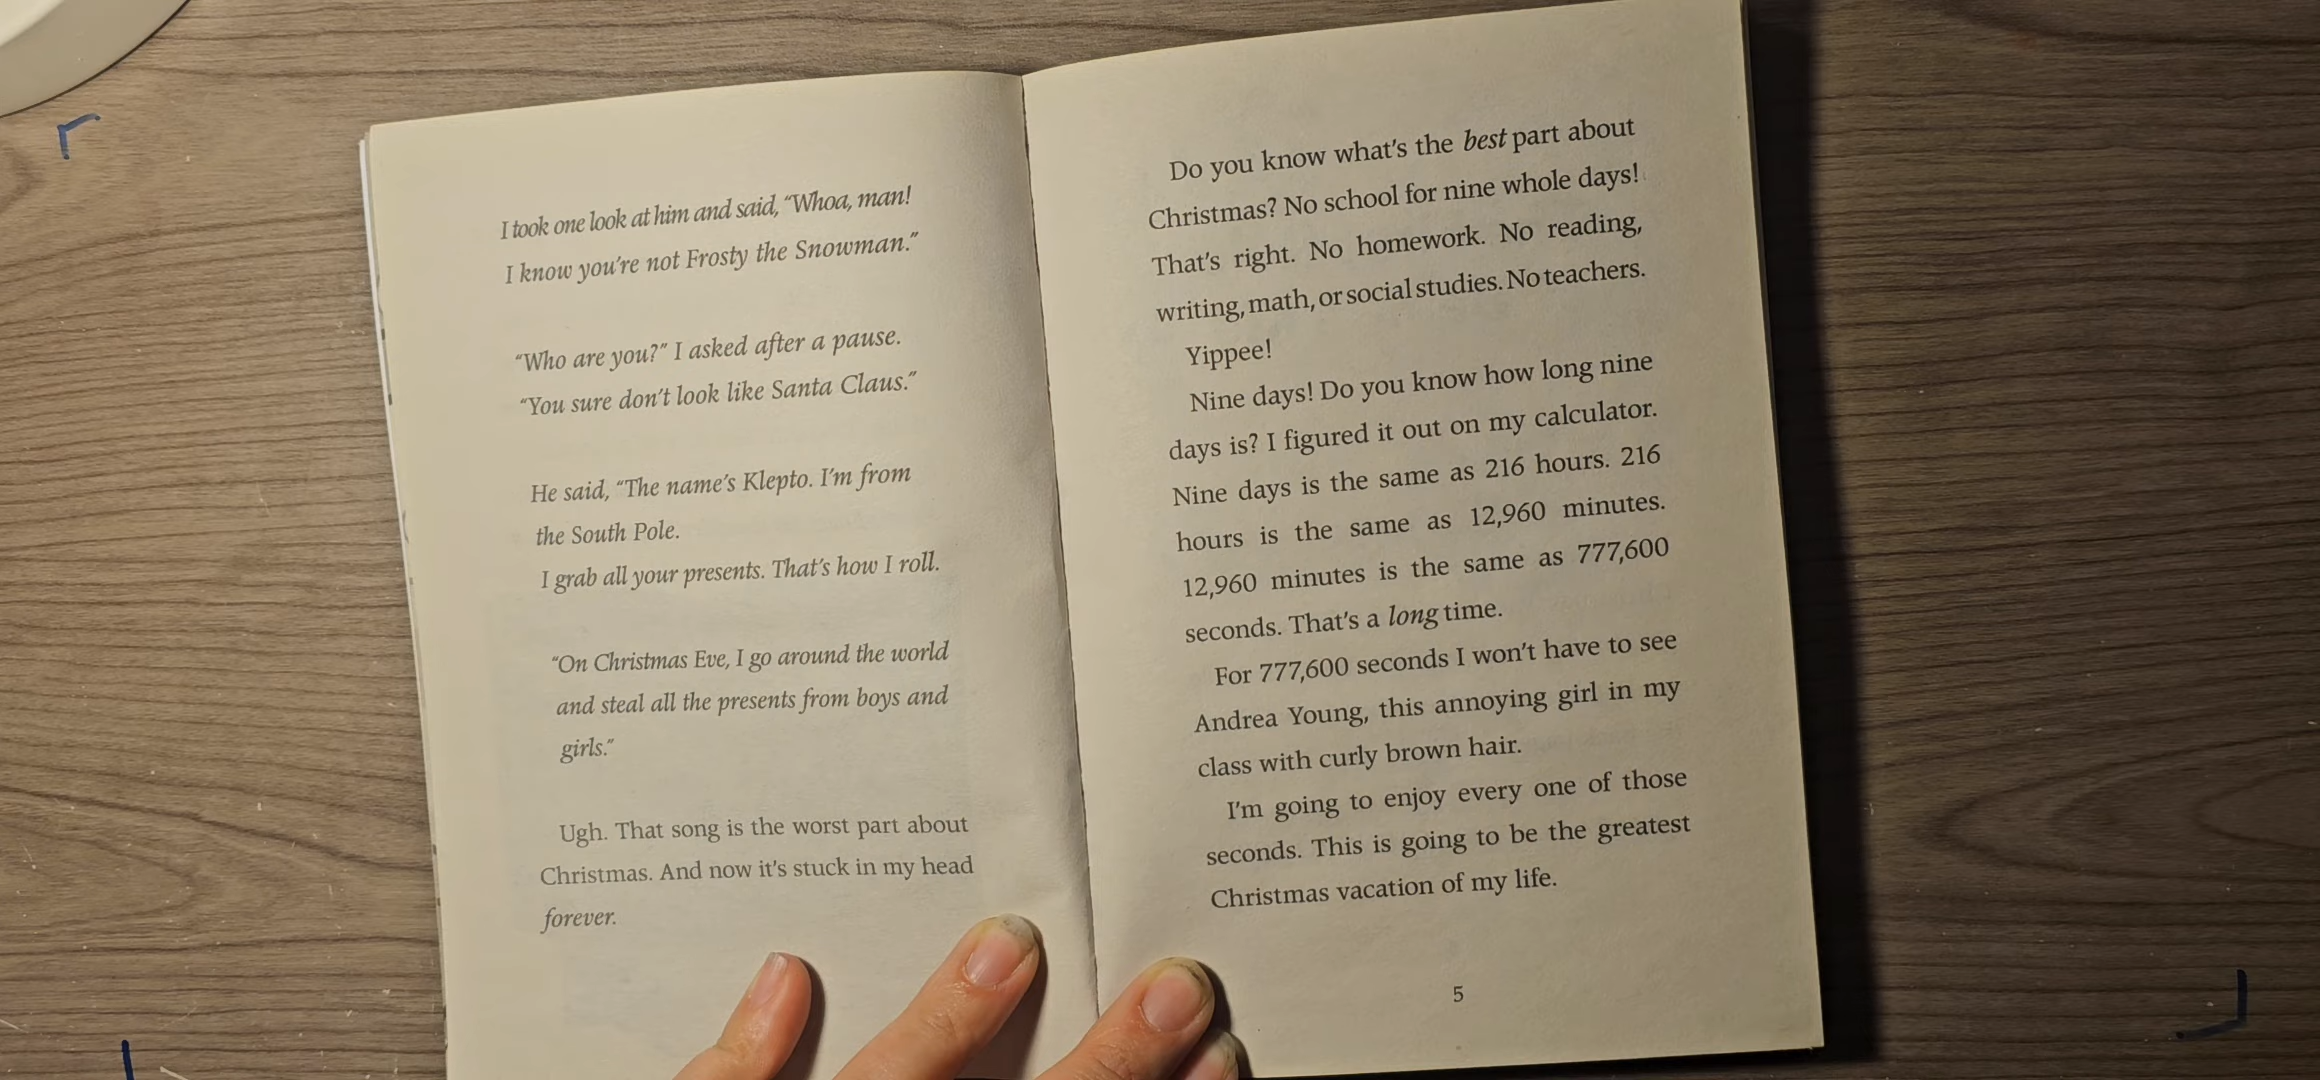 I took one look at him and said, “Whoa, man!
I know you’re not Frosty the Snowman.”
“Who are you?” I asked after a pause.
“You sure don’t look like Santa Claus.”
He said, “The name’s Klepto. I’m from
the South Pole.
I grab all your presents. That’s how I roll.
“On Christmas Eve, I go around the world
and steal all the presents from boys and
girls.”
Ugh. That song is the worst part about
Christmas. And now it’s stuck in my head
forever.
Do you know what’s the best part about
Christmas? No school for nine whole days!
That’s right. No homework. No reading,
writing, math, or social studies. No teachers.
Yippee!
Nine days! Do you know how long nine
days is? I figured it out on my calculator.
Nine days is the same as 216 hours. 216
hours is the same as 12,960 minutes.
12,960 minutes is the same as 777,600
seconds. That’s a long time.
For 777,600 seconds I won’t have to see
Andrea Young, this annoying girl in my
class with curly brown hair.
I’m going to enjoy every one of those
seconds. This is going to be the greatest
Christmas vacation of my life.
5